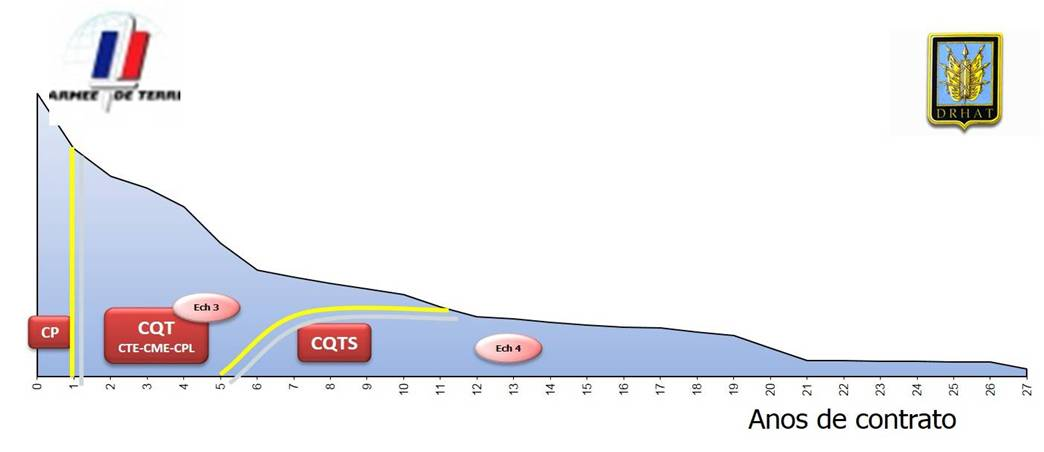 ARMEE DE TERR
DRHAT
Ech 3
CP
CQT
CTE-CME-CPL
CQTS
Ech 4
0 1 2 3 4 5 6 7 8 9 10 11 12 13 14 15 16 17 18 19 20 21 22 23 24 25 26 27
Anos de contrato